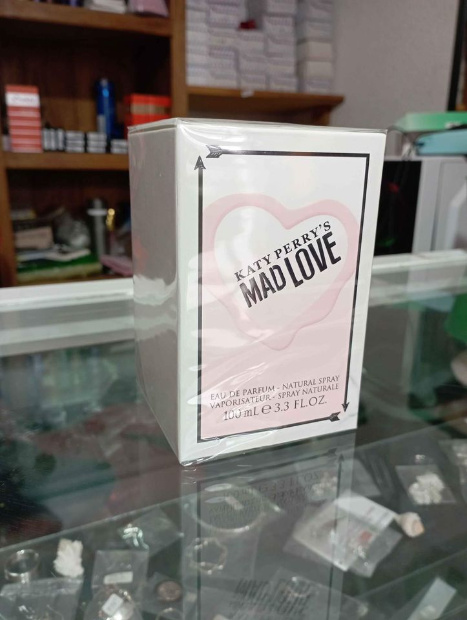 KATY PERRY'S
MAD LOVE
EAU DE PARFUM - NATURAL SPRAY
VAPORISATEUR - SPRAY NATURALE
100 mL ℮ 3.3 FL.OZ.